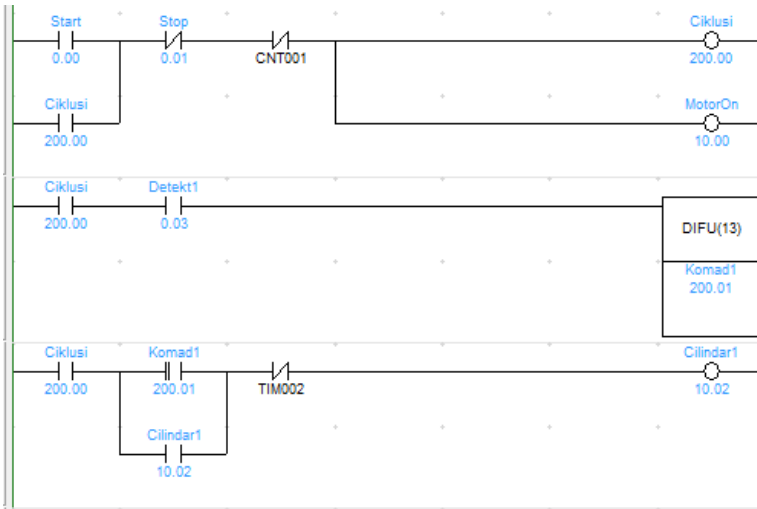 Start Stop Ciklusi
0.00 0.01 CNT001 200.00
Ciklusi MotorOn
200.00 10.00
Ciklusi Detekt1
200.00 0.03 DIFU(13)
Komad1
200.01
Ciklusi Komad1 Cilindar1
200.00 200.01 TIM002 10.02
Cilindar1
10.02